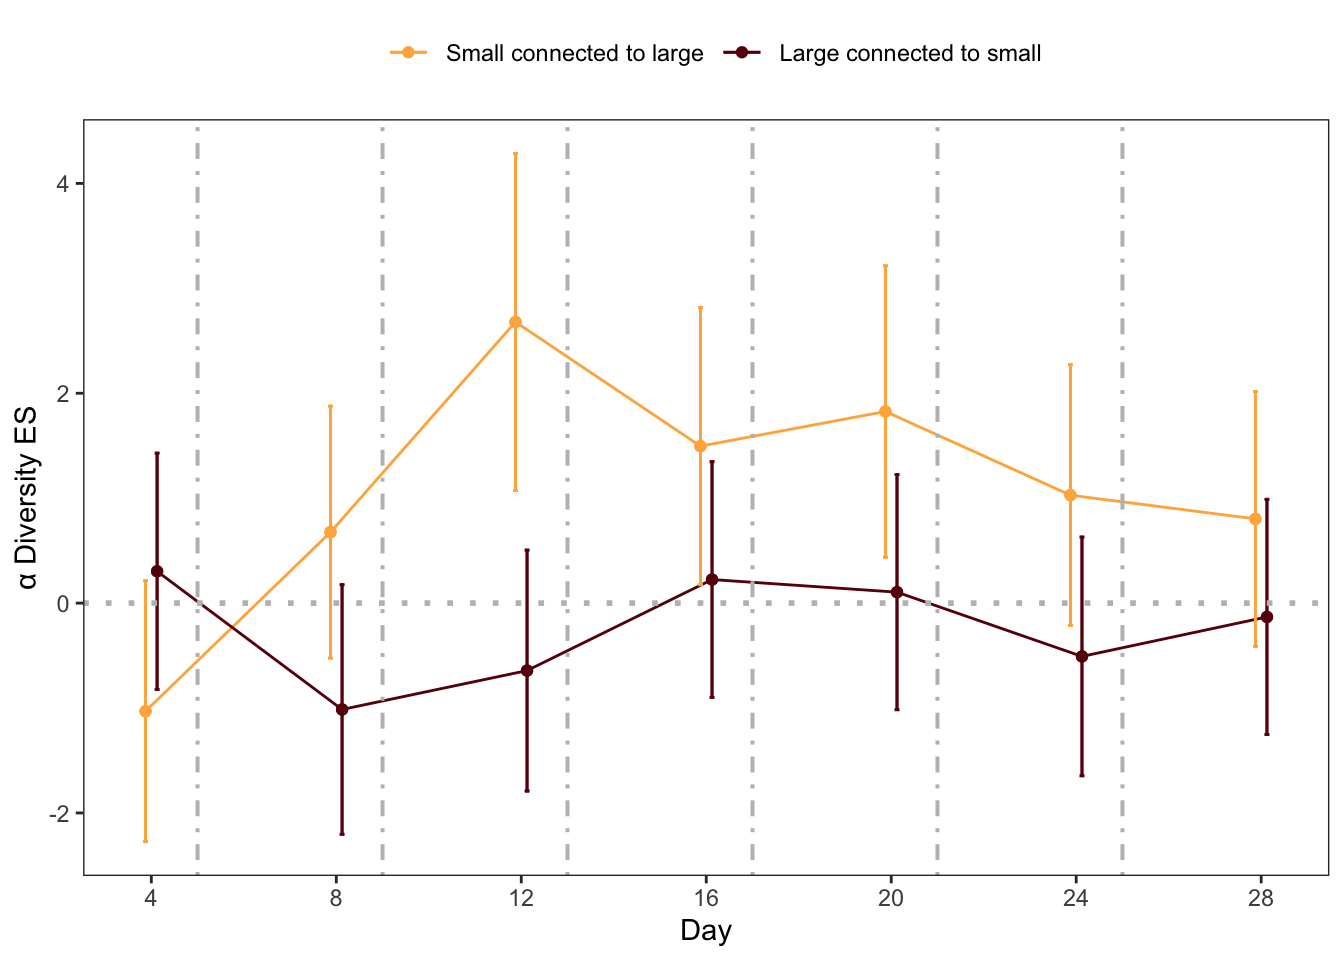 Small connected to large
Large connected to small
4
2
0
-2
α Diversity ES
4
8
12
16
20
24
28
Day